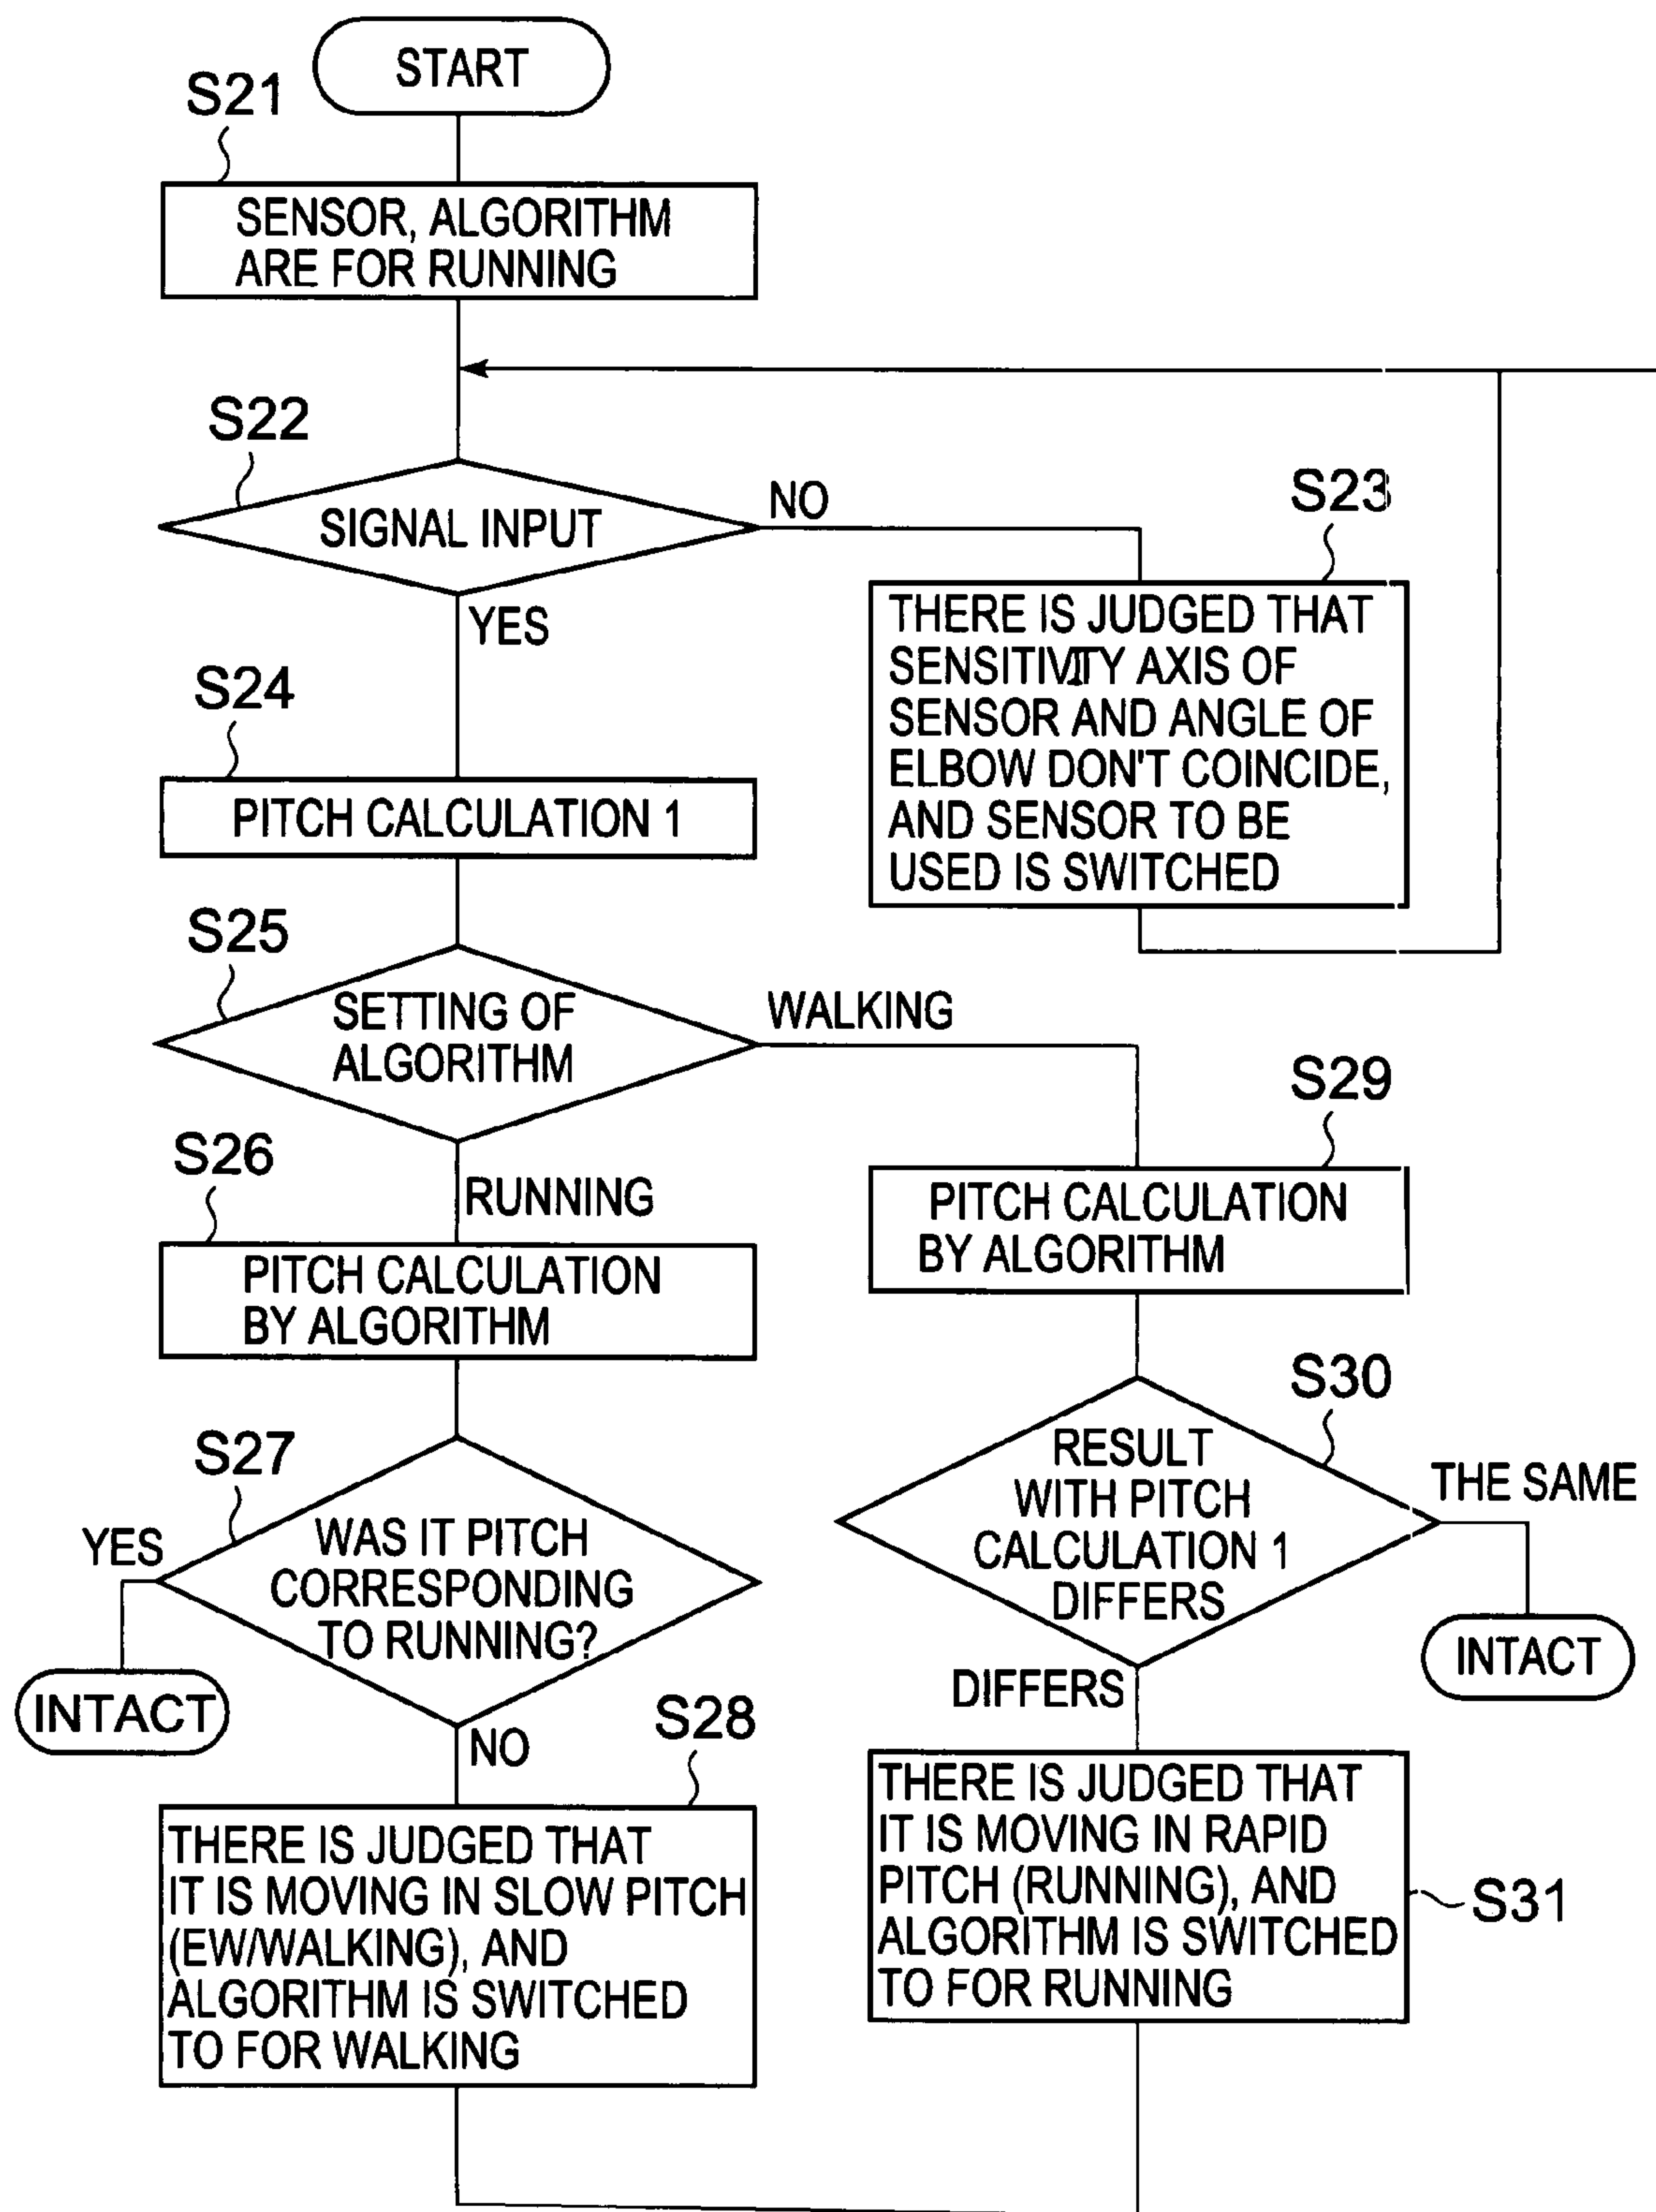 START
S21
SENSOR, ALGORITHM
ARE FOR RUNNING
S22
SIGNAL INPUT
NO
YES
S23
THERE IS JUDGED THAT
SENSITIVITY AXIS OF
SENSOR AND ANGLE OF
ELBOW DON'T COINCIDE,
AND SENSOR TO BE
USED IS SWITCHED
S24
PITCH CALCULATION 1
S25
SETTING OF
ALGORITHM
WALKING
RUNNING
S26
PITCH CALCULATION
BY ALGORITHM
S27
WAS IT PITCH
CORRESPONDING
TO RUNNING?
YES
INTACT
NO
S28
THERE IS JUDGED THAT
IT IS MOVING IN SLOW PITCH
(EW/WALKING), AND
ALGORITHM IS SWITCHED
TO FOR WALKING
S29
PITCH CALCULATION
BY ALGORITHM
S30
RESULT
WITH PITCH
CALCULATION 1
DIFFERS
THE SAME
INTACT
DIFFERS
THERE IS JUDGED THAT
IT IS MOVING IN RAPID
PITCH (RUNNING), AND
ALGORITHM IS SWITCHED
TO FOR RUNNING
S31